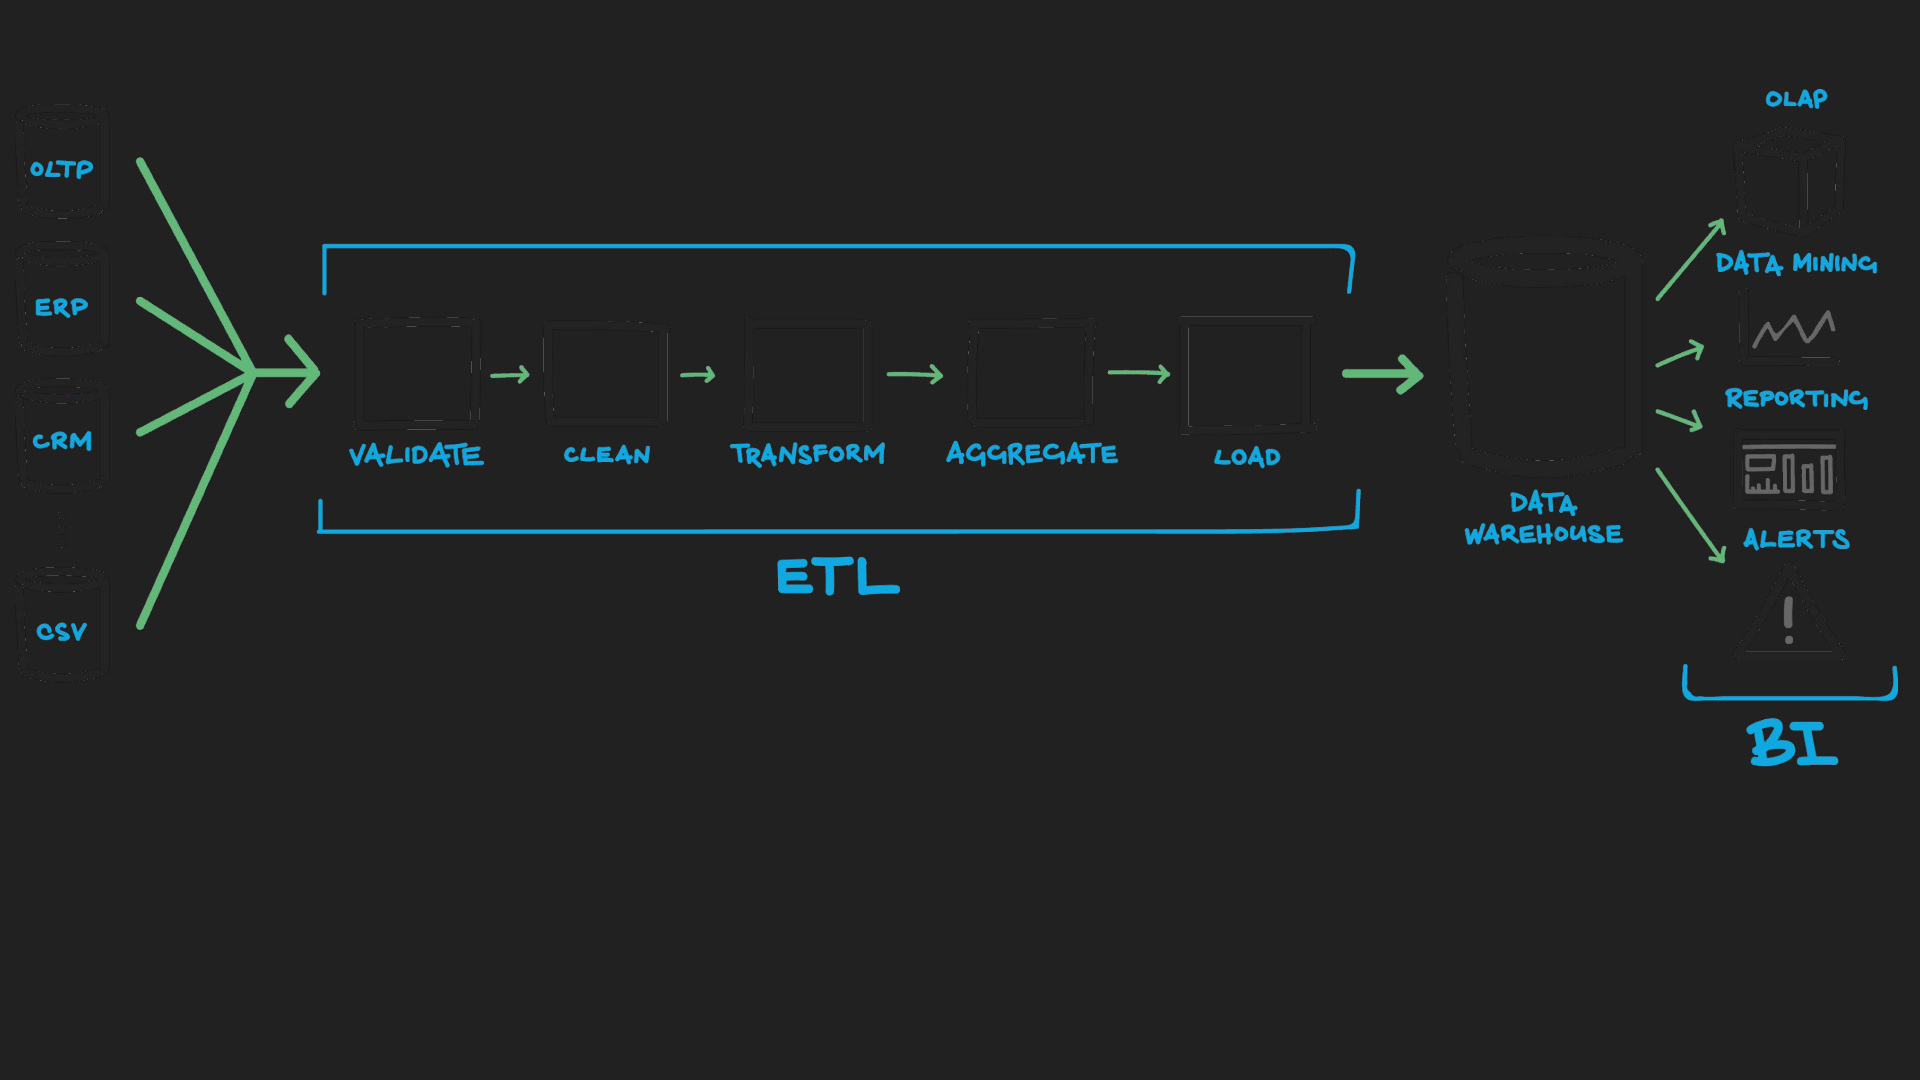 OLTP
ERP
CRM
CSV
VALIDATE
CLEAN
TRANSFORM
AGGREGATE
LOAD
ETL
DATA
WAREHOUSE
OLAP
DATA MINING
REPORTING
ALERTS
!
BI